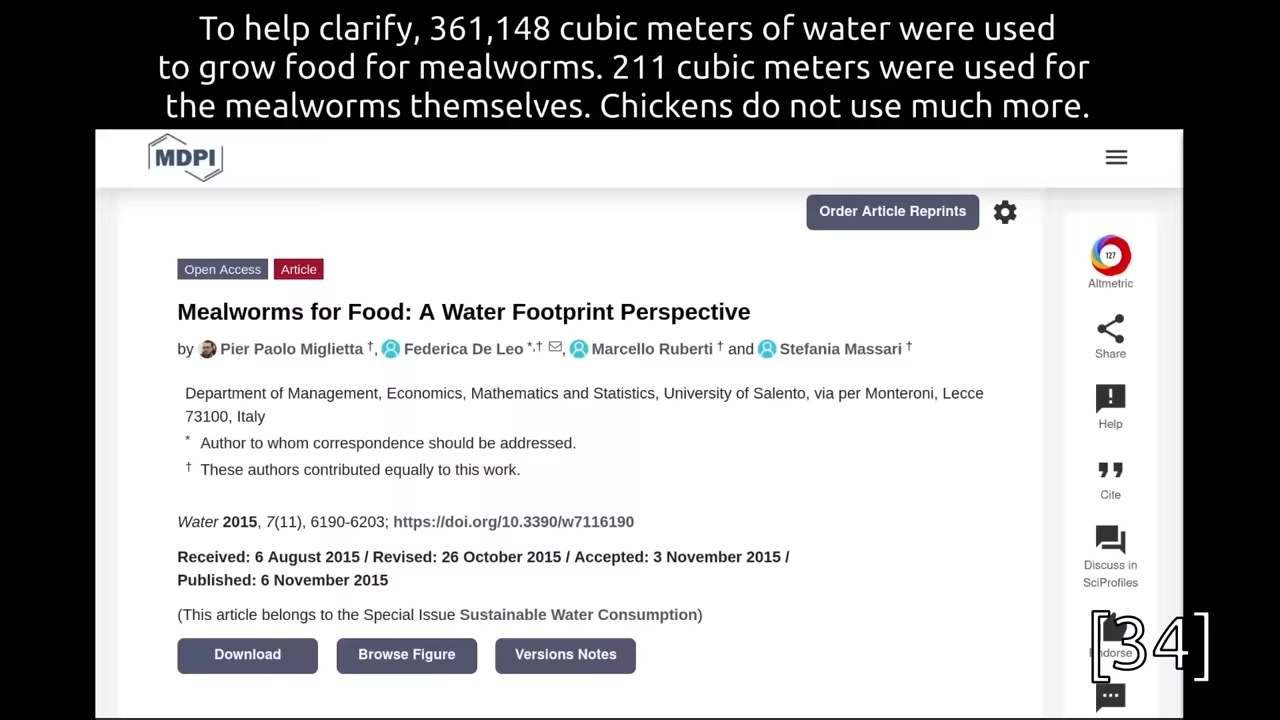 To help clarify, 361,148 cubic meters of water were used
to grow food for mealworms. 211 cubic meters were used for
the mealworms themselves. Chickens do not use much more.
MDPI
Order Article Reprints
127
Altmetric
Open Access Article
Mealworms for Food: A Water Footprint Perspective
by Pier Paolo Miglietta †, Federica De Leo *,† Marcello Ruberti † and Stefania Massari †
Share
Department of Management, Economics, Mathematics and Statistics, University of Salento, via per Monteroni, Lecce
73100, Italy
* Author to whom correspondence should be addressed.
† These authors contributed equally to this work.
Help
Cite
Water 2015, 7(11), 6190-6203; https://doi.org/10.3390/w7116190
Received: 6 August 2015 / Revised: 26 October 2015 / Accepted: 3 November 2015 /
Published: 6 November 2015
Discuss in
SciProfiles
(This article belongs to the Special Issue Sustainable Water Consumption)
Download Browse Figure Versions Notes
Endorse
[34]